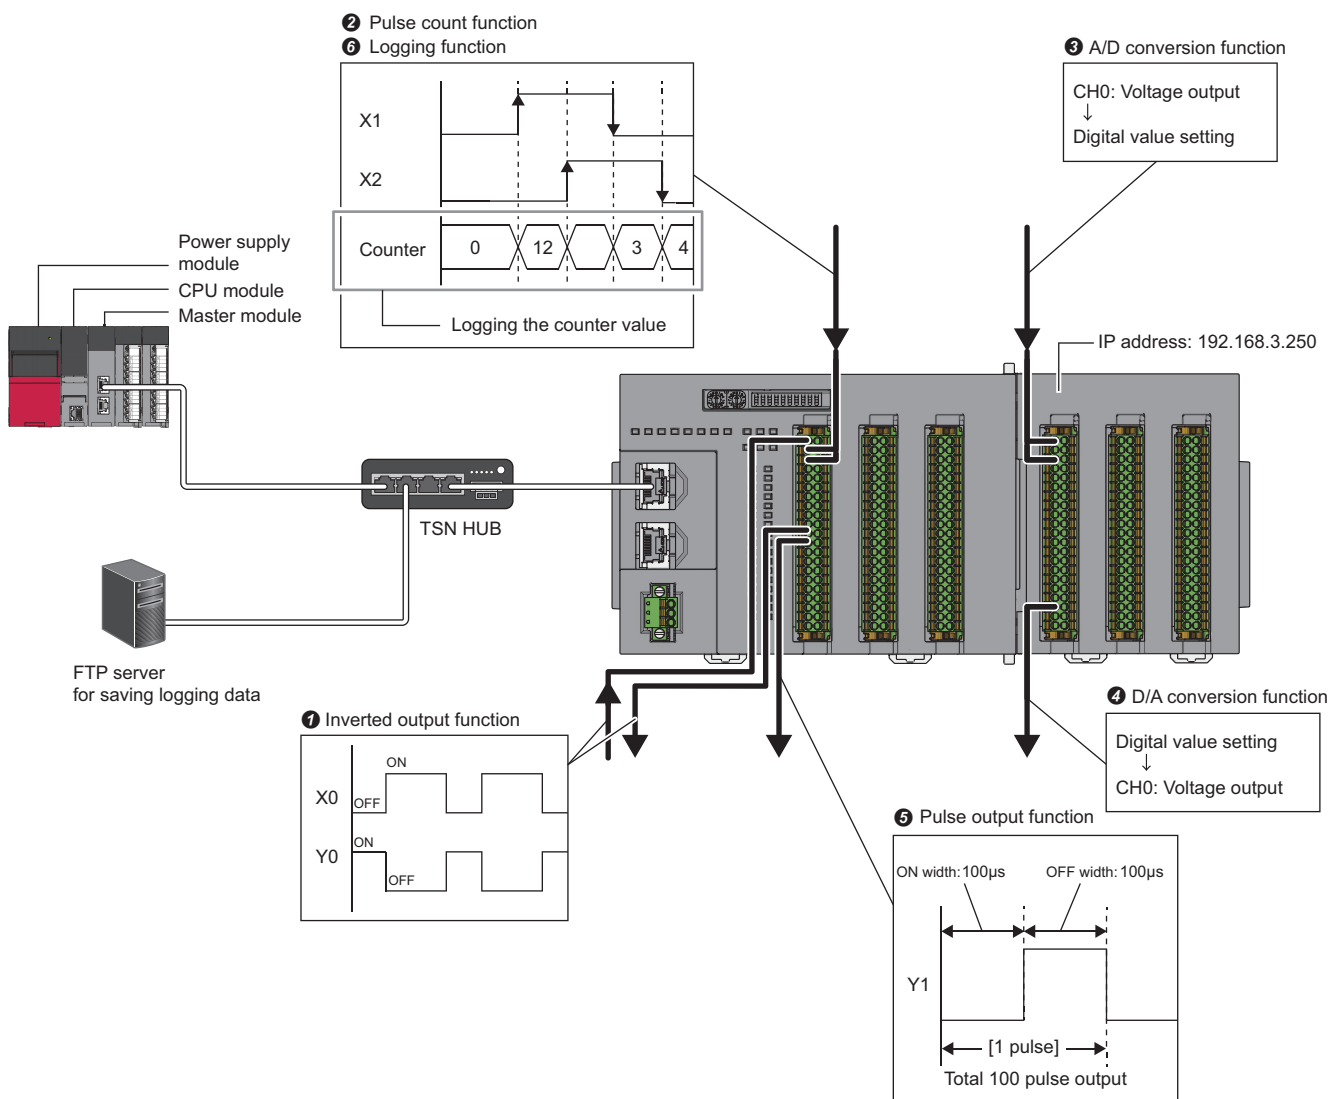 ❷ Pulse count function
❻ Logging function
X1
X2
Counter 0 12 3 4
Logging the counter value
❸ A/D conversion function
CH0: Voltage output
↓
Digital value setting
Power supply
module
CPU module
Master module
IP address: 192.168.3.250
TSN HUB
FTP server
for saving logging data
❶ Inverted output function
ON
X0 OFF
ON
Y0
OFF
❹ D/A conversion function
Digital value setting
↓
CH0: Voltage output
❺ Pulse output function
ON width:100µs OFF width:100µs
Y1
[1 pulse]
Total 100 pulse output